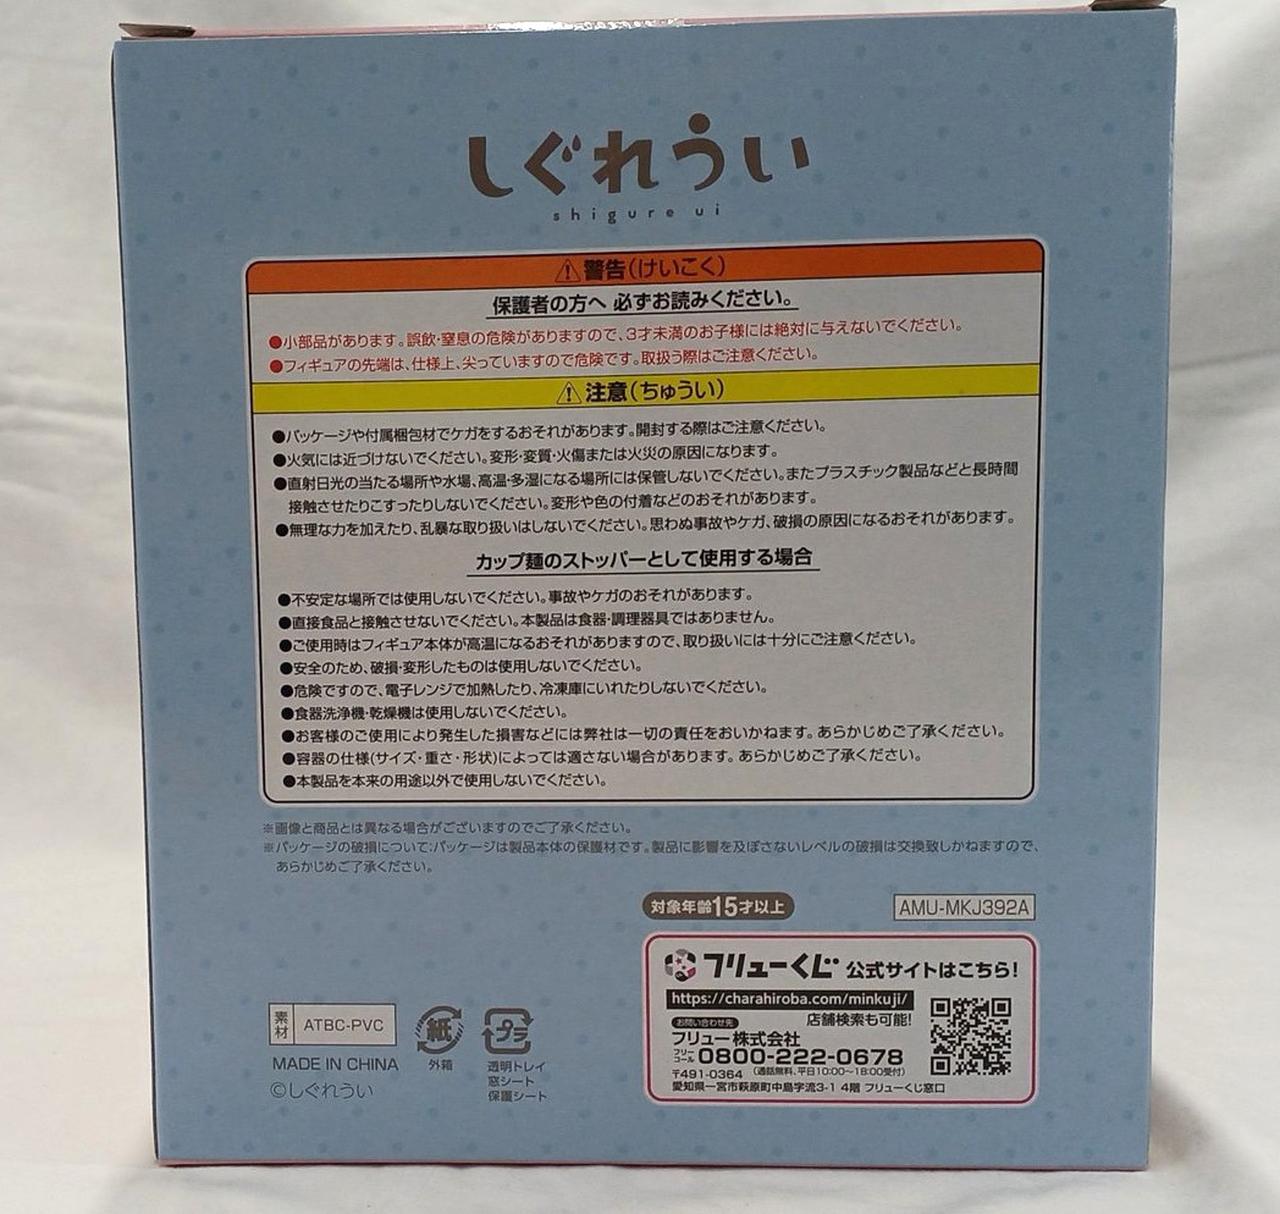 しぐれうい
shigure ui
⚠警告(けいこく)
保護者の方へ 必ずお読みください。
●小部品があります。誤飲・窒息の危険がありますので、3才未満のお子様には絶対に与えないでください。
●フィギュアの先端は、仕様上、尖っていますので危険です。取扱う際はご注意ください。
⚠注意(ちゅうい)
●パッケージや付属梱包材でケガをするおそれがあります。開封する際はご注意ください。
●火気には近づけないでください。変形・変質・火傷または火災の原因になります。
●直射日光の当たる場所や水場、高温・多湿になる場所には保管しないでください。またプラスチック製品などと長時間
接触させたりこすったりしないでください。変形や色の付着などのおそれがあります。
●無理な力を加えたり、乱暴な取り扱いはしないでください。思わぬ事故やケガ、破損の原因になるおそれがあります。
カップ麺のストッパーとして使用する場合
●不安定な場所では使用しないでください。事故やケガのおそれがあります。
●直接食品と接触させないでください。本製品は食器・調理器具ではありません。
●ご使用時はフィギュア本体が高温になるおそれがありますので、取り扱いには十分にご注意ください。
●安全のため、破損・変形したものは使用しないでください。
●危険ですので、電子レンジで加熱したり、冷凍庫にいれたりしないでください。
●食器洗浄機・乾燥機は使用しないでください。
●お客様のご使用により発生した損害などには弊社は一切の責任をおいかねます。あらかじめご了承ください。
●容器の仕様(サイズ・重さ・形状)によっては適さない場合があります。あらかじめご了承ください。
●本製品を本来の用途以外で使用しないでください。
※画像と商品とは異なる場合がございますのでご了承ください。
※パッケージの破損について:パッケージは製品本体の保護材です。製品に影響を及ぼさないレベルの破損は交換致しかねますので、
あらかじめご了承ください。
対象年齢15才以上
AMU-MKJ392A
フリューくじ 公式サイトはこちら!
https://charahiroba.com/minkuji/
店舗検索も可能!
お問い合わせ先
フリュー株式会社
フリーコール 0800-222-0678
〒491-0364 (通話無料、平日10:00~18:00受付)
愛知県一宮市萩原町中島字流3-1 4階 フリューくじ窓口
素材 ATBC-PVC
紙
外箱
プラ
透明トレイ
窓シート
保護シート
MADE IN CHINA
©しぐれうい